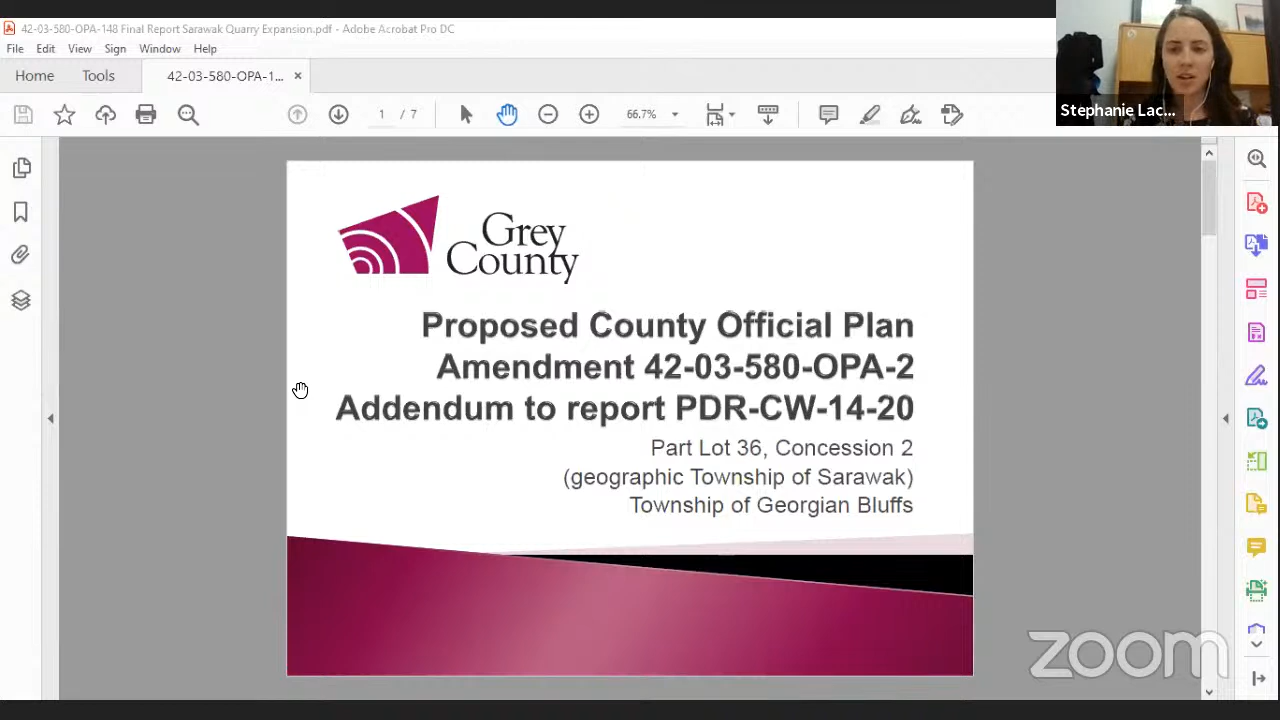 42-03-580-OPA-148 Final Report Sarawak Quarry Expansion.pdf - Adobe Acrobat Pro DC
File Edit View Sign Window Help
Home Tools 42-03-580-OPA-1... ×
1 / 7 66.7%
Stephanie Lac...
Grey
County
Proposed County Official Plan
Amendment 42-03-580-OPA-2
Addendum to report PDR-CW-14-20
Part Lot 36, Concession 2
(geographic Township of Sarawak)
Township of Georgian Bluffs
zoom